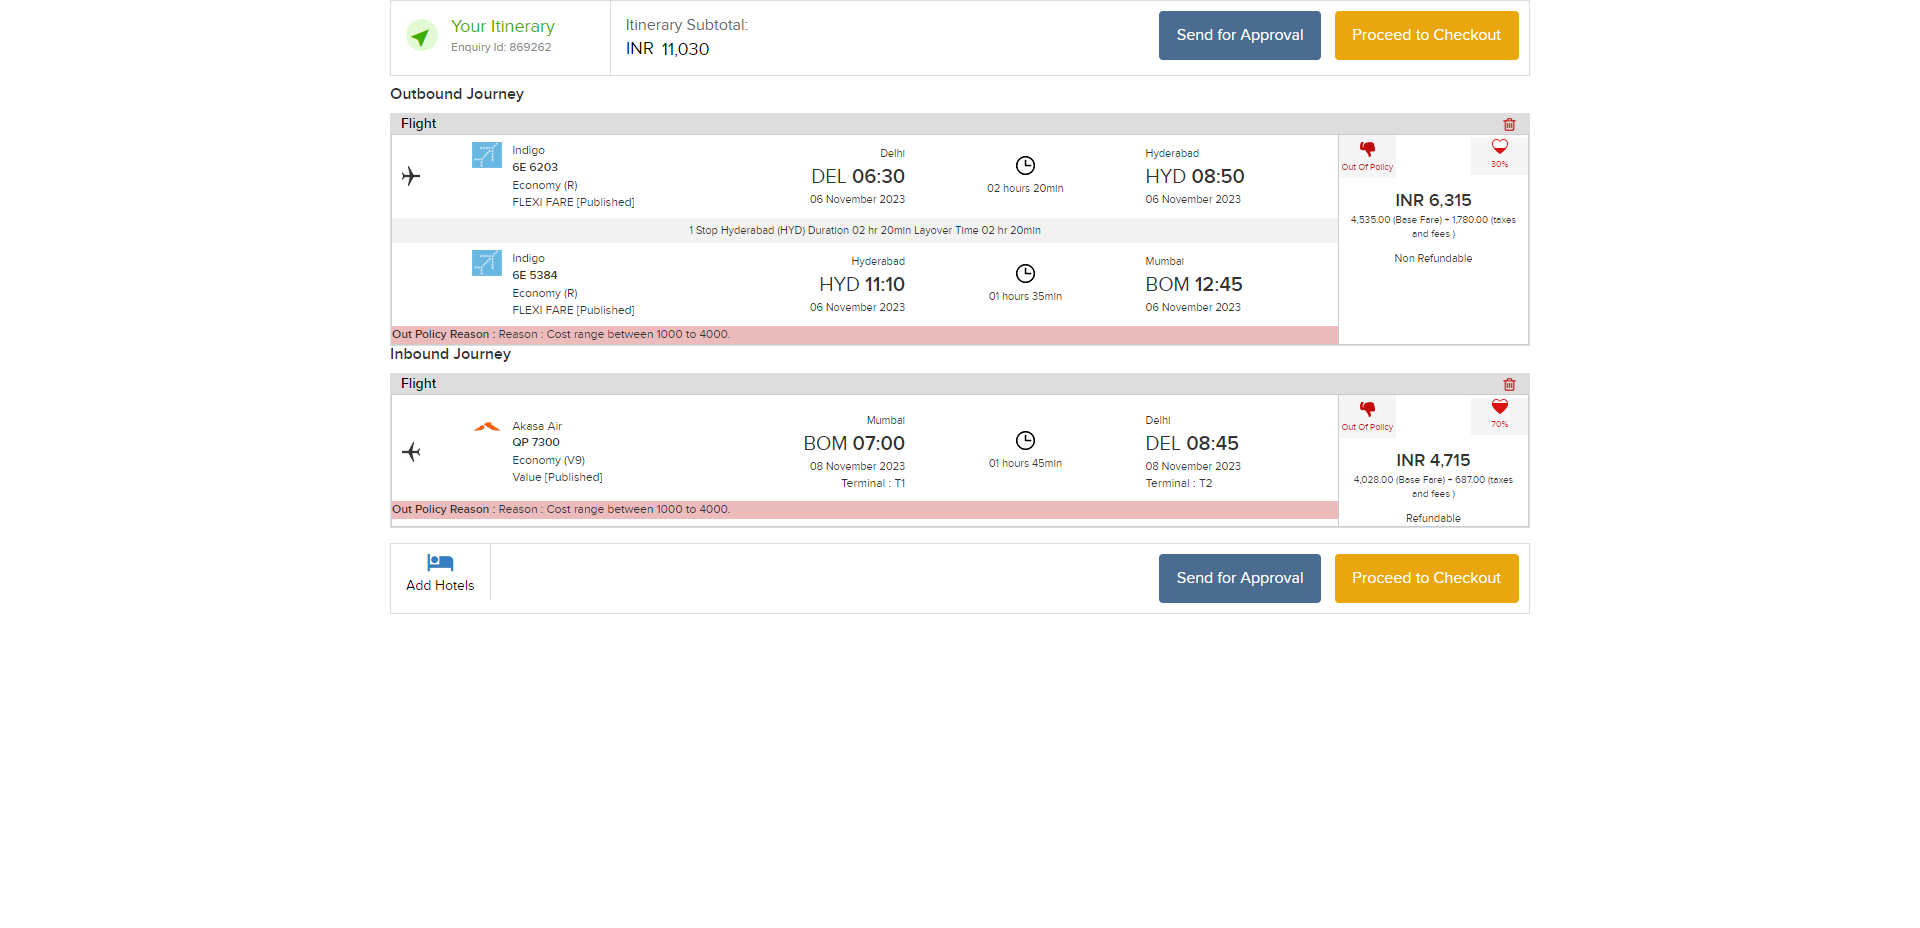 Your Itinerary
Enquiry Id: 869262
Itinerary Subtotal:
INR 11,030
Send for Approval
Proceed to Checkout
Outbound Journey
Flight
Indigo
6E 6203
Economy (R)
FLEXI FARE [Published]
Delhi
DEL 06:30
06 November 2023
02 hours 20min
Hyderabad
HYD 08:50
06 November 2023
Out Of Policy
30%
INR 6,315
4,535.00 (Base Fare) + 1,780.00 (taxes
and fees )
Non Refundable
1 Stop Hyderabad (HYD) Duration 02 hr 20min Layover Time 02 hr 20min
Indigo
6E 5384
Economy (R)
FLEXI FARE [Published]
Hyderabad
HYD 11:10
06 November 2023
01 hours 35min
Mumbai
BOM 12:45
06 November 2023
Out Policy Reason : Reason : Cost range between 1000 to 4000.
Inbound Journey
Flight
Akasa Air
QP 7300
Economy (V9)
Value [Published]
Mumbai
BOM 07:00
08 November 2023
Terminal : T1
01 hours 45min
Delhi
DEL 08:45
08 November 2023
Terminal : T2
Out Of Policy
70%
INR 4,715
4,028.00 (Base Fare) + 687.00 (taxes
and fees )
Refundable
Out Policy Reason : Reason : Cost range between 1000 to 4000.
Add Hotels
Send for Approval
Proceed to Checkout